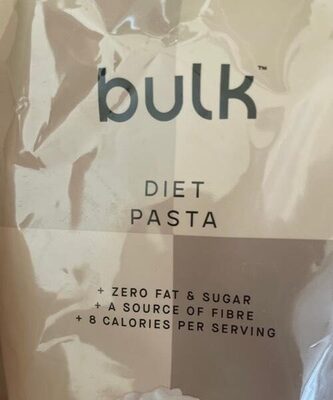 bulk™
DIET
PASTA
+ ZERO FAT & SUGAR
+ A SOURCE OF FIBRE
+ 8 CALORIES PER SERVING